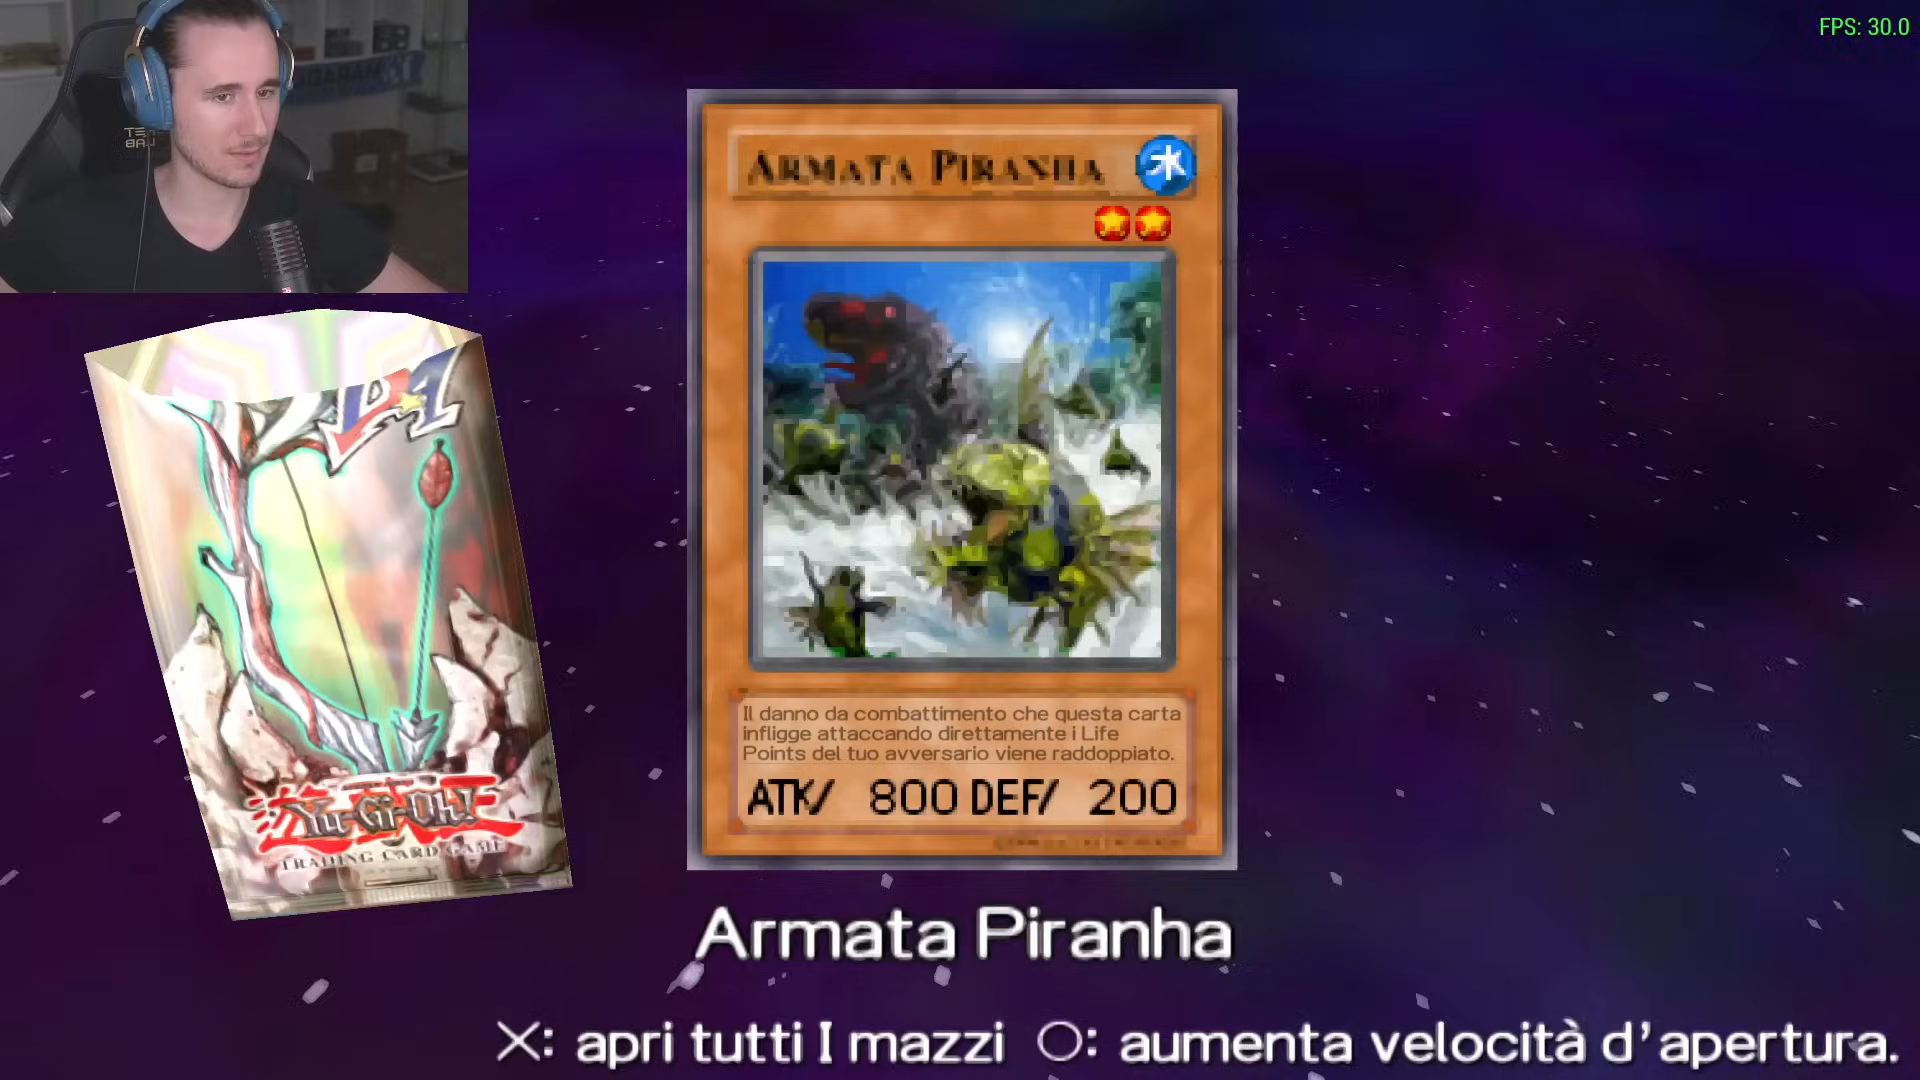 FPS: 30.0
ARMATA PIRANHA
水
Il danno da combattimento che questa carta
infligge attaccando direttamente i Life
Points del tuo avversario viene raddoppiato.
ATK/ 800 DEF/ 200
Yu-Gi-Oh!
TRADING CARD GAME
Armata Piranha
X: apri tutti I mazzi O: aumenta velocità d'apertura.